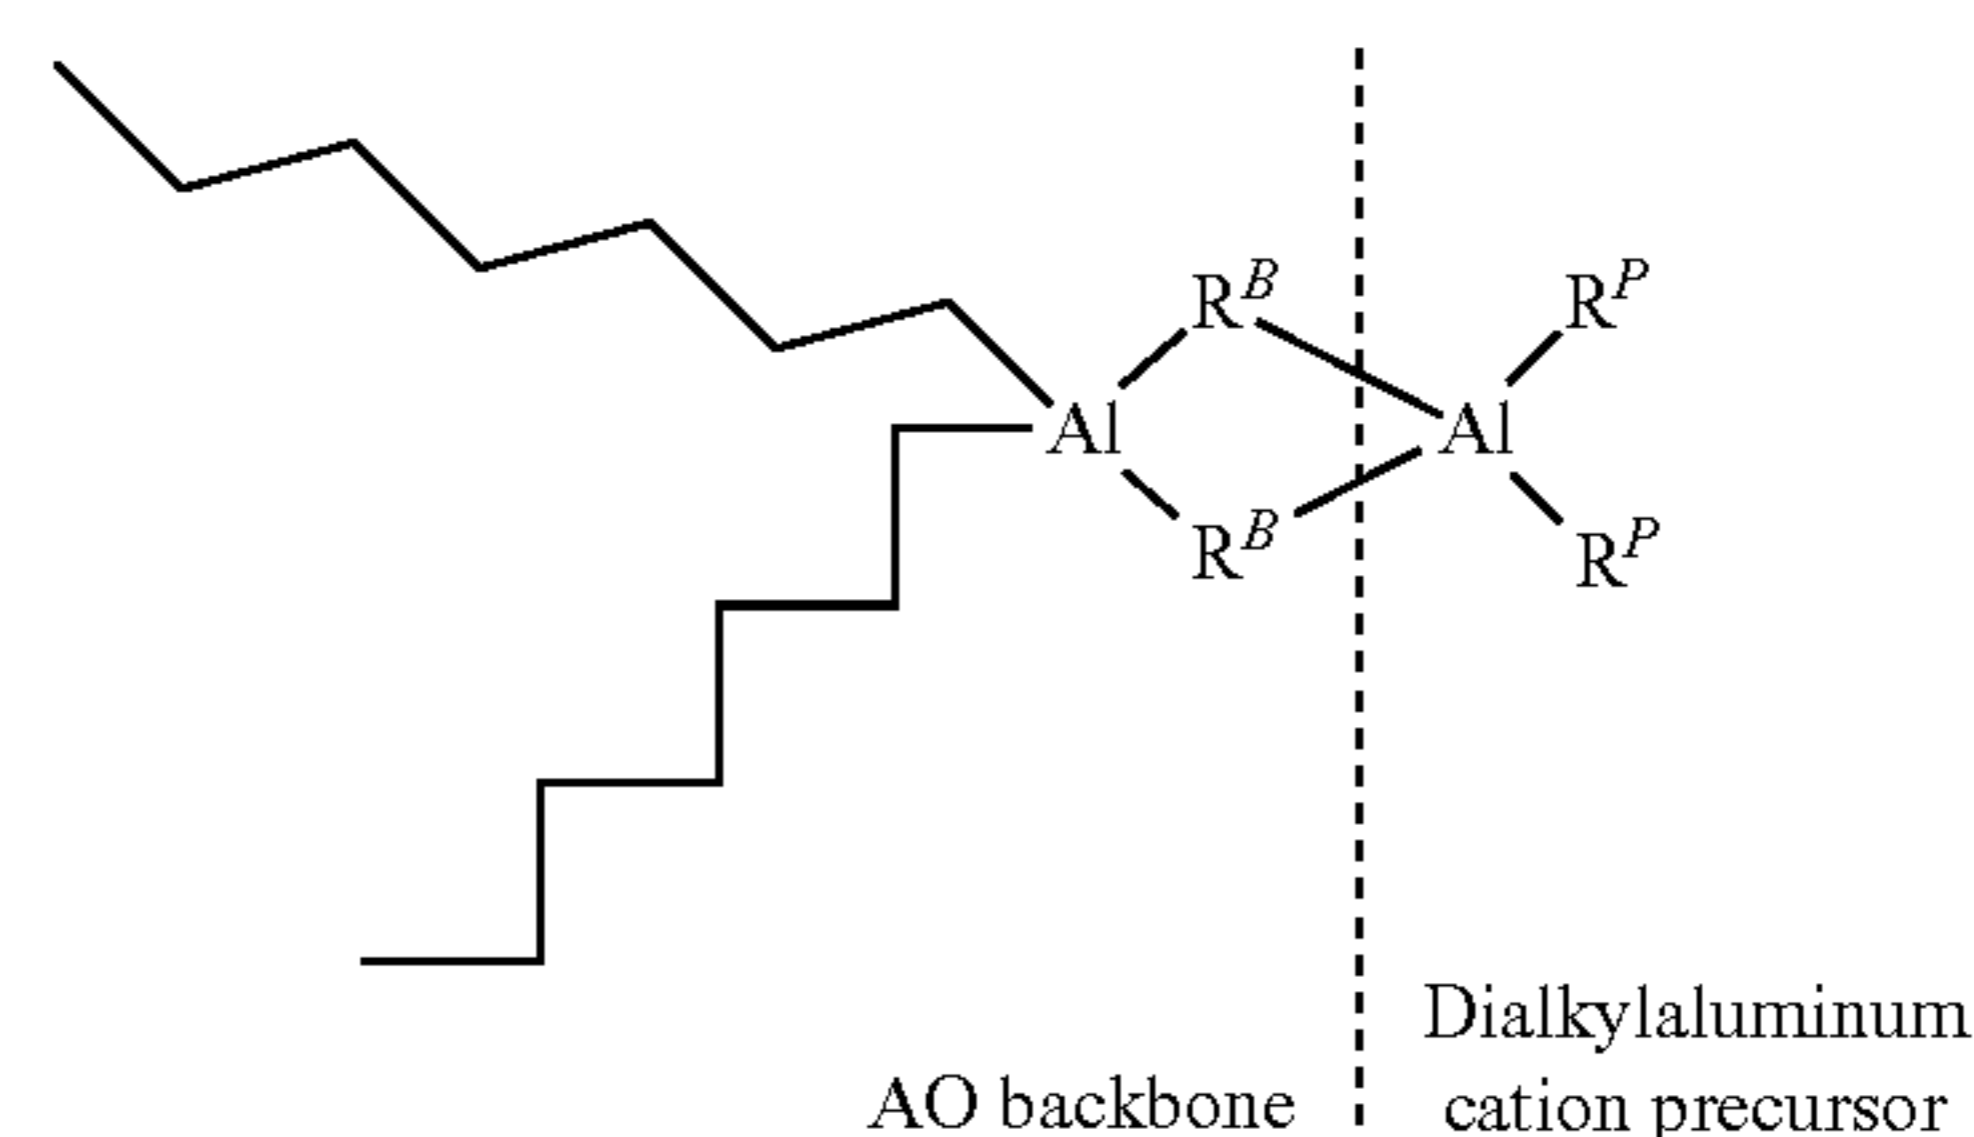 R^B
R^P
Al
Al
R^B
R^P
Dialkylaluminum
AO backbone
cation precursor